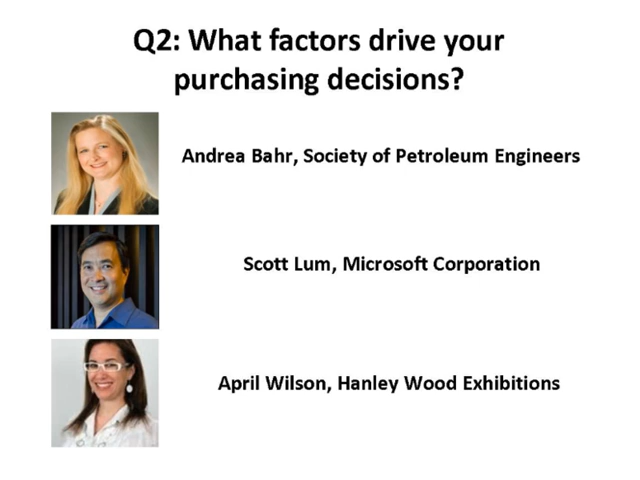 Q2: What factors drive your
purchasing decisions?
Andrea Bahr, Society of Petroleum Engineers
Scott Lum, Microsoft Corporation
April Wilson, Hanley Wood Exhibitions